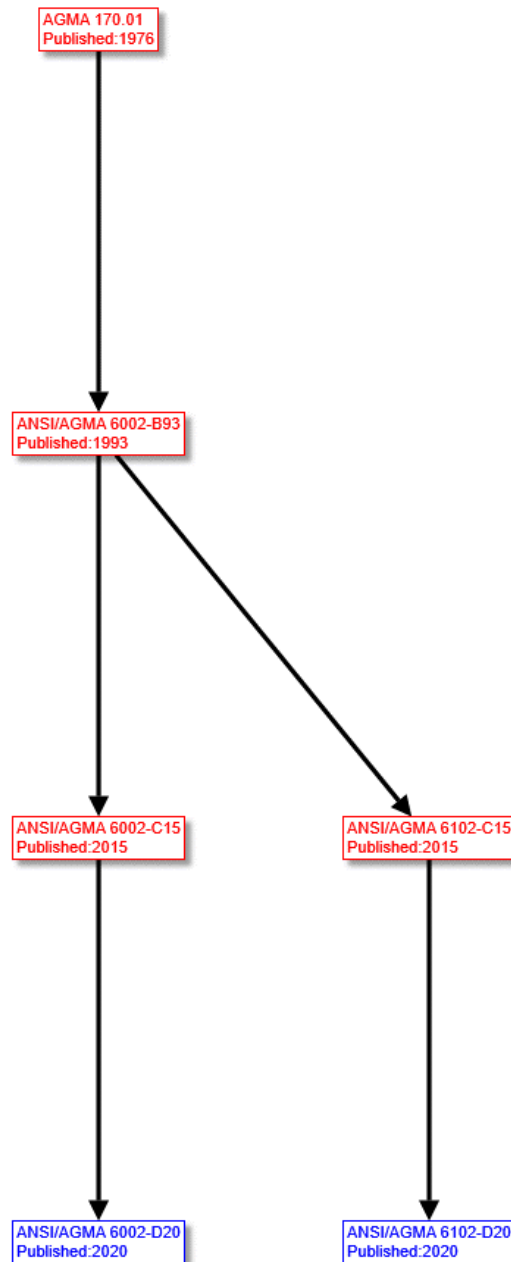 AGMA 170.01
Published:1976
ANSI/AGMA 6002-B93
Published:1993
ANSI/AGMA 6002-C15
Published:2015
ANSI/AGMA 6102-C15
Published:2015
ANSI/AGMA 6002-D20
Published:2020
ANSI/AGMA 6102-D20
Published:2020